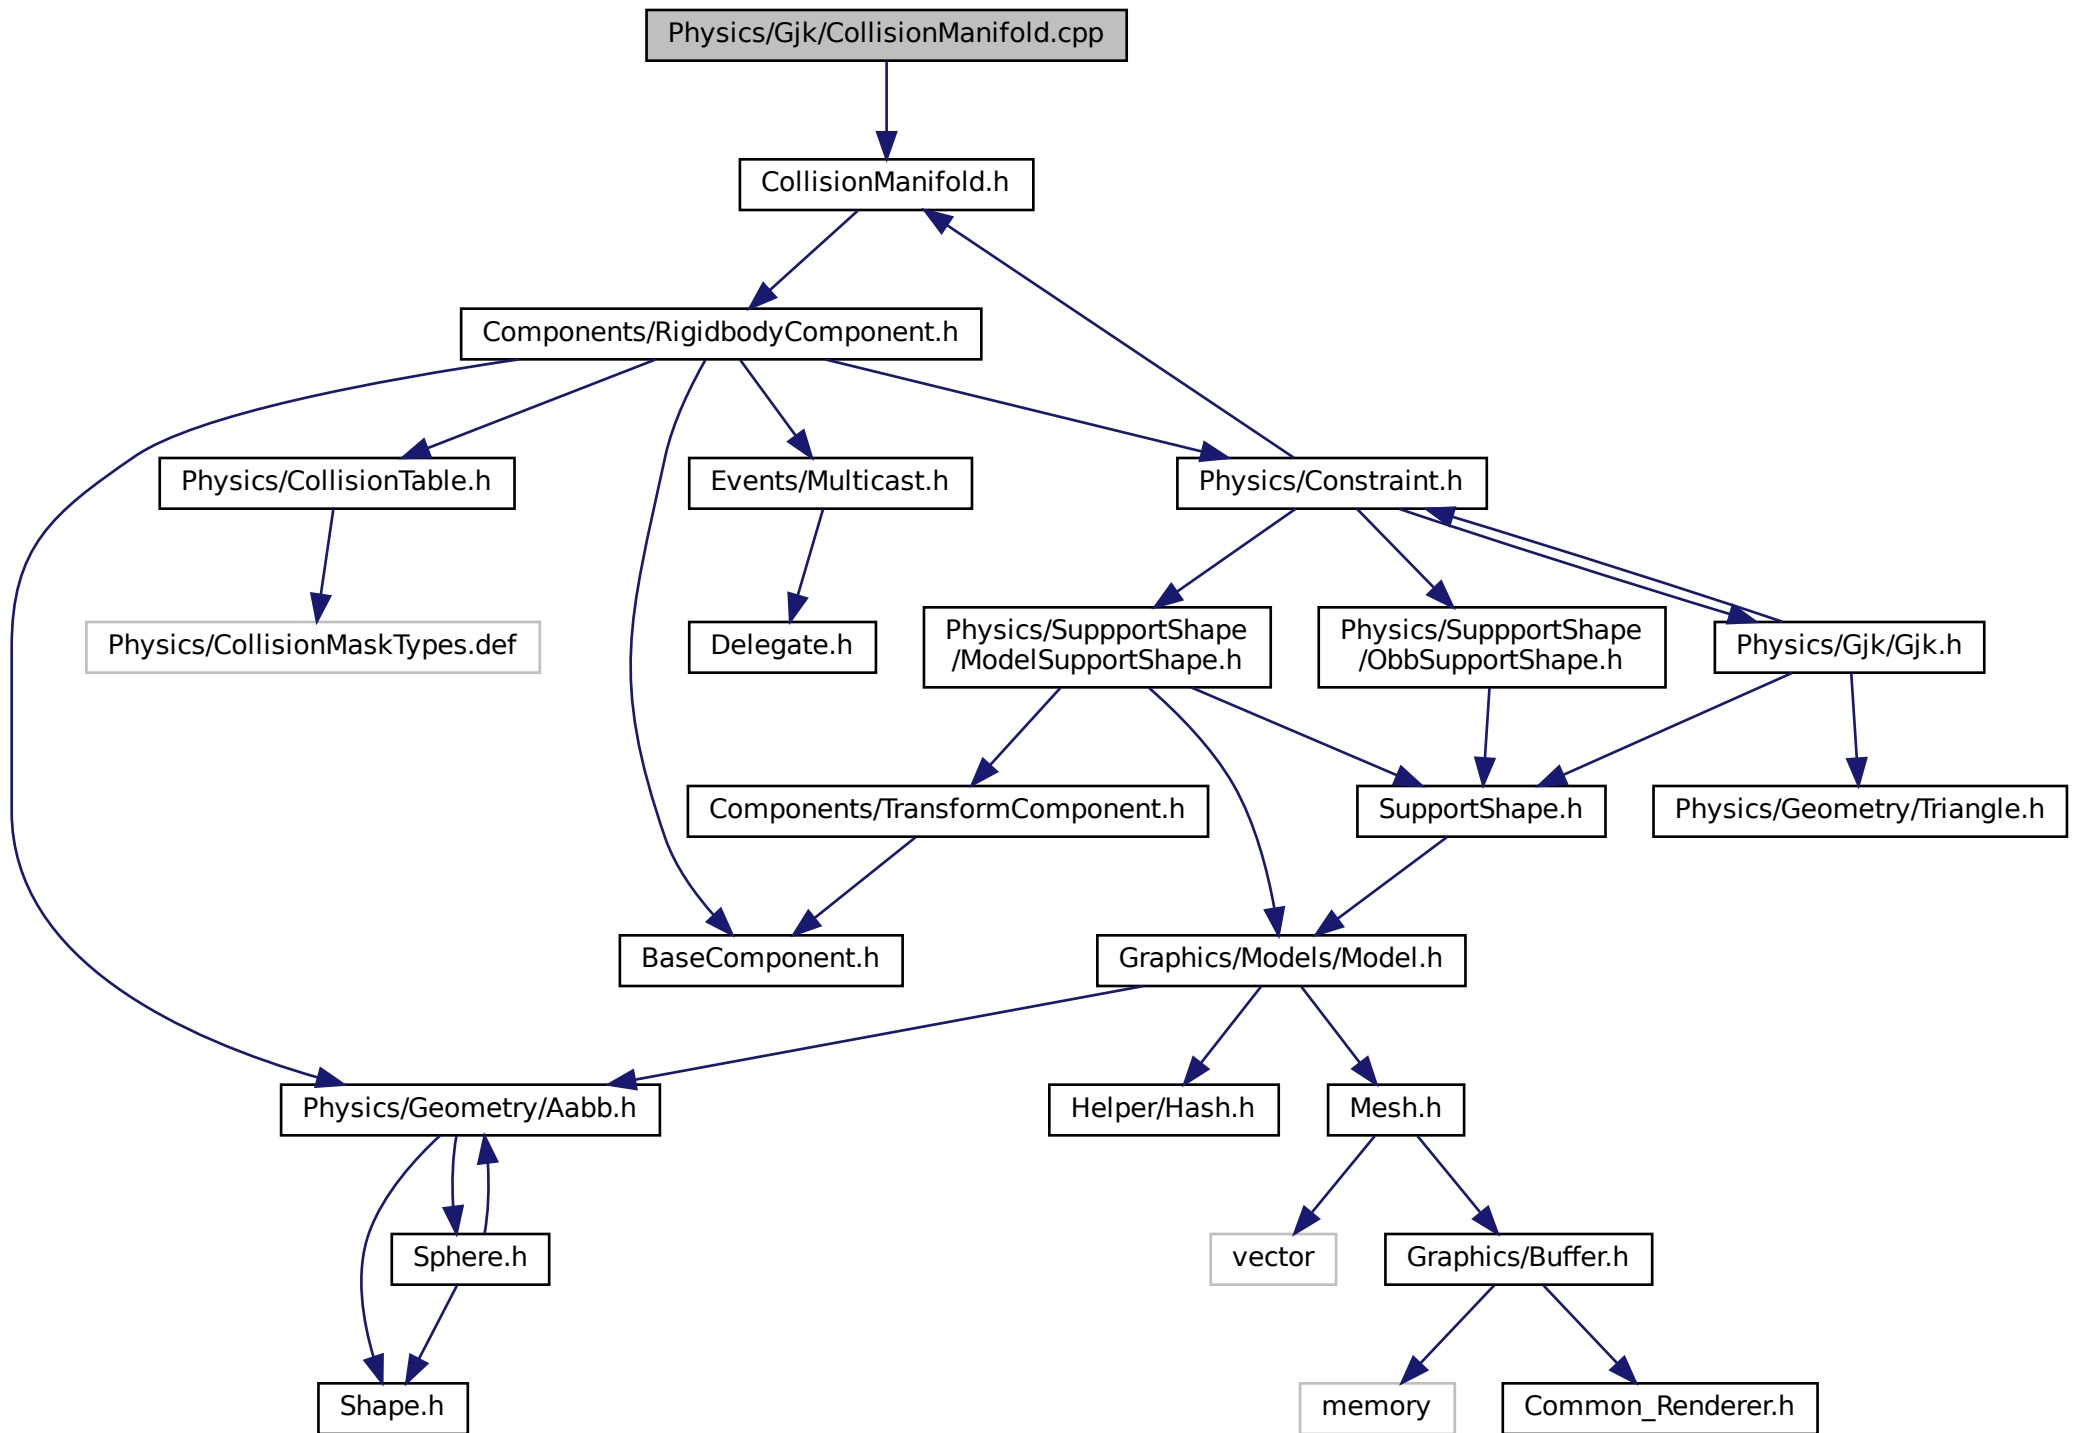 Physics/Gjk/CollisionManifold.cpp
CollisionManifold.h
Components/RigidbodyComponent.h
Physics/CollisionTable.h
Events/Multicast.h
Physics/Constraint.h
Physics/CollisionMaskTypes.def
Delegate.h
Physics/SuppportShape
/ModelSupportShape.h
Physics/SuppportShape
/ObbSupportShape.h
Physics/Gjk/Gjk.h
Components/TransformComponent.h
SupportShape.h
Physics/Geometry/Triangle.h
BaseComponent.h
Graphics/Models/Model.h
Physics/Geometry/Aabb.h
Helper/Hash.h
Mesh.h
Sphere.h
vector
Graphics/Buffer.h
Shape.h
memory
Common_Renderer.h